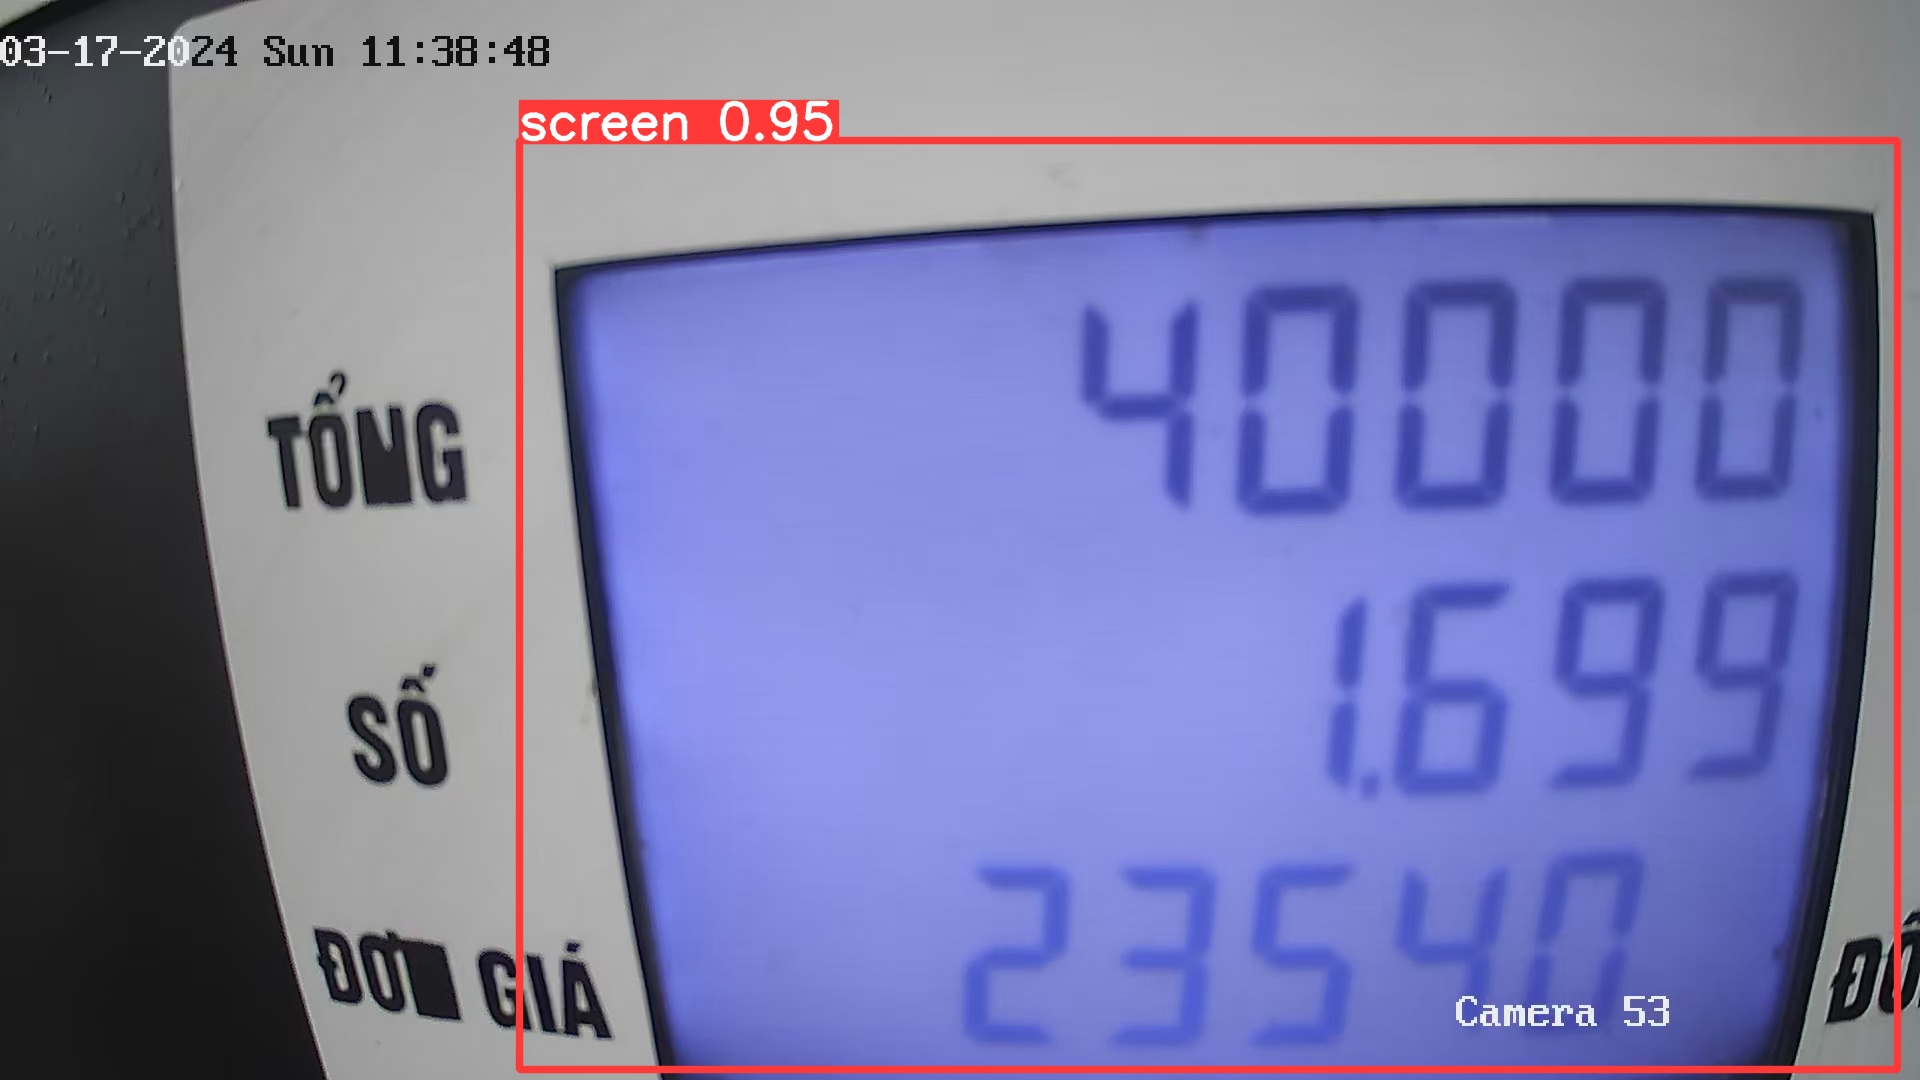 03-17-2024 Sun 11:38:48
screen 0.95
TỔNG 40000
SỐ 1.699
ĐƠN GIÁ 23540
Camera 53